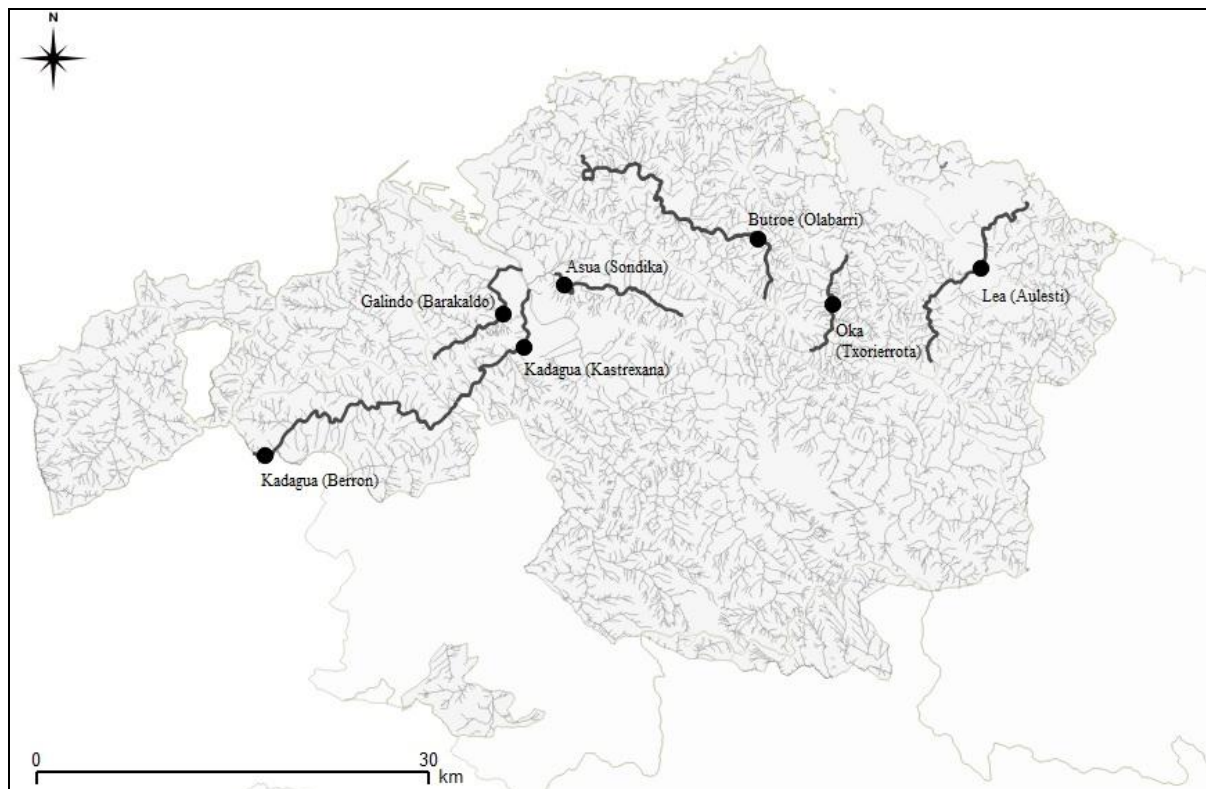 N
Butroe (Olabarri)
Asua (Sondika)
Lea (Aulesti)
Galindo (Barakaldo)
Oka
(Txorierrota)
Kadagua (Kastrexana)
Kadagua (Berron)
0
30
km